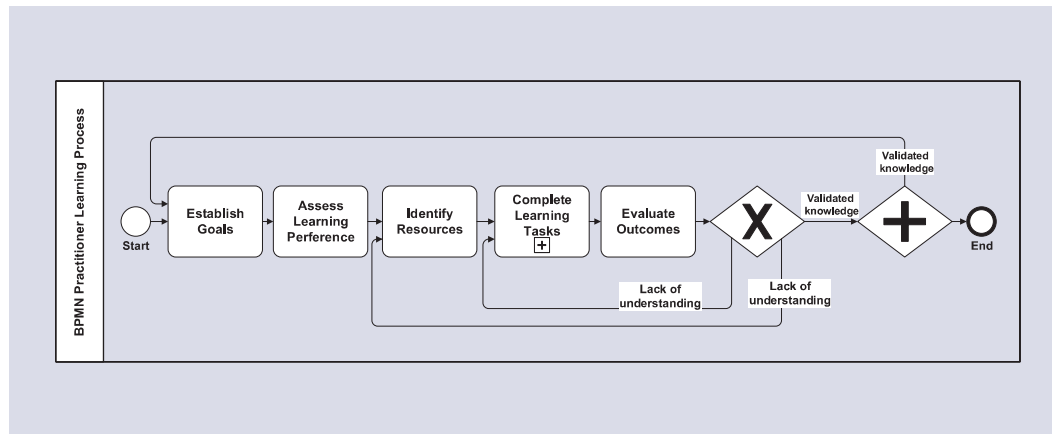 BPMN Practitioner Learning Process
Start
Establish
Goals
Assess
Learning
Perference
Identify
Resources
Complete
Learning
Tasks
Evaluate
Outcomes
X
Validated
knowledge
Validated
knowledge
End
Lack of
understanding
Lack of
understanding